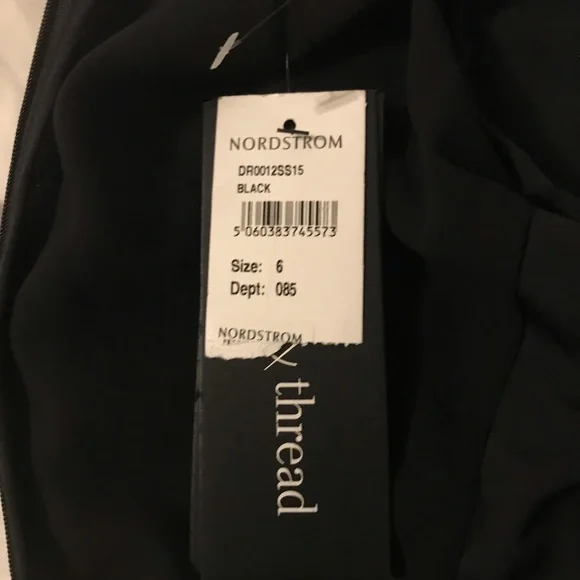 NORDSTROM
DR0012SS15
BLACK
5 060383 745573
Size: 6
Dept: 085
NORDSTROM
thread